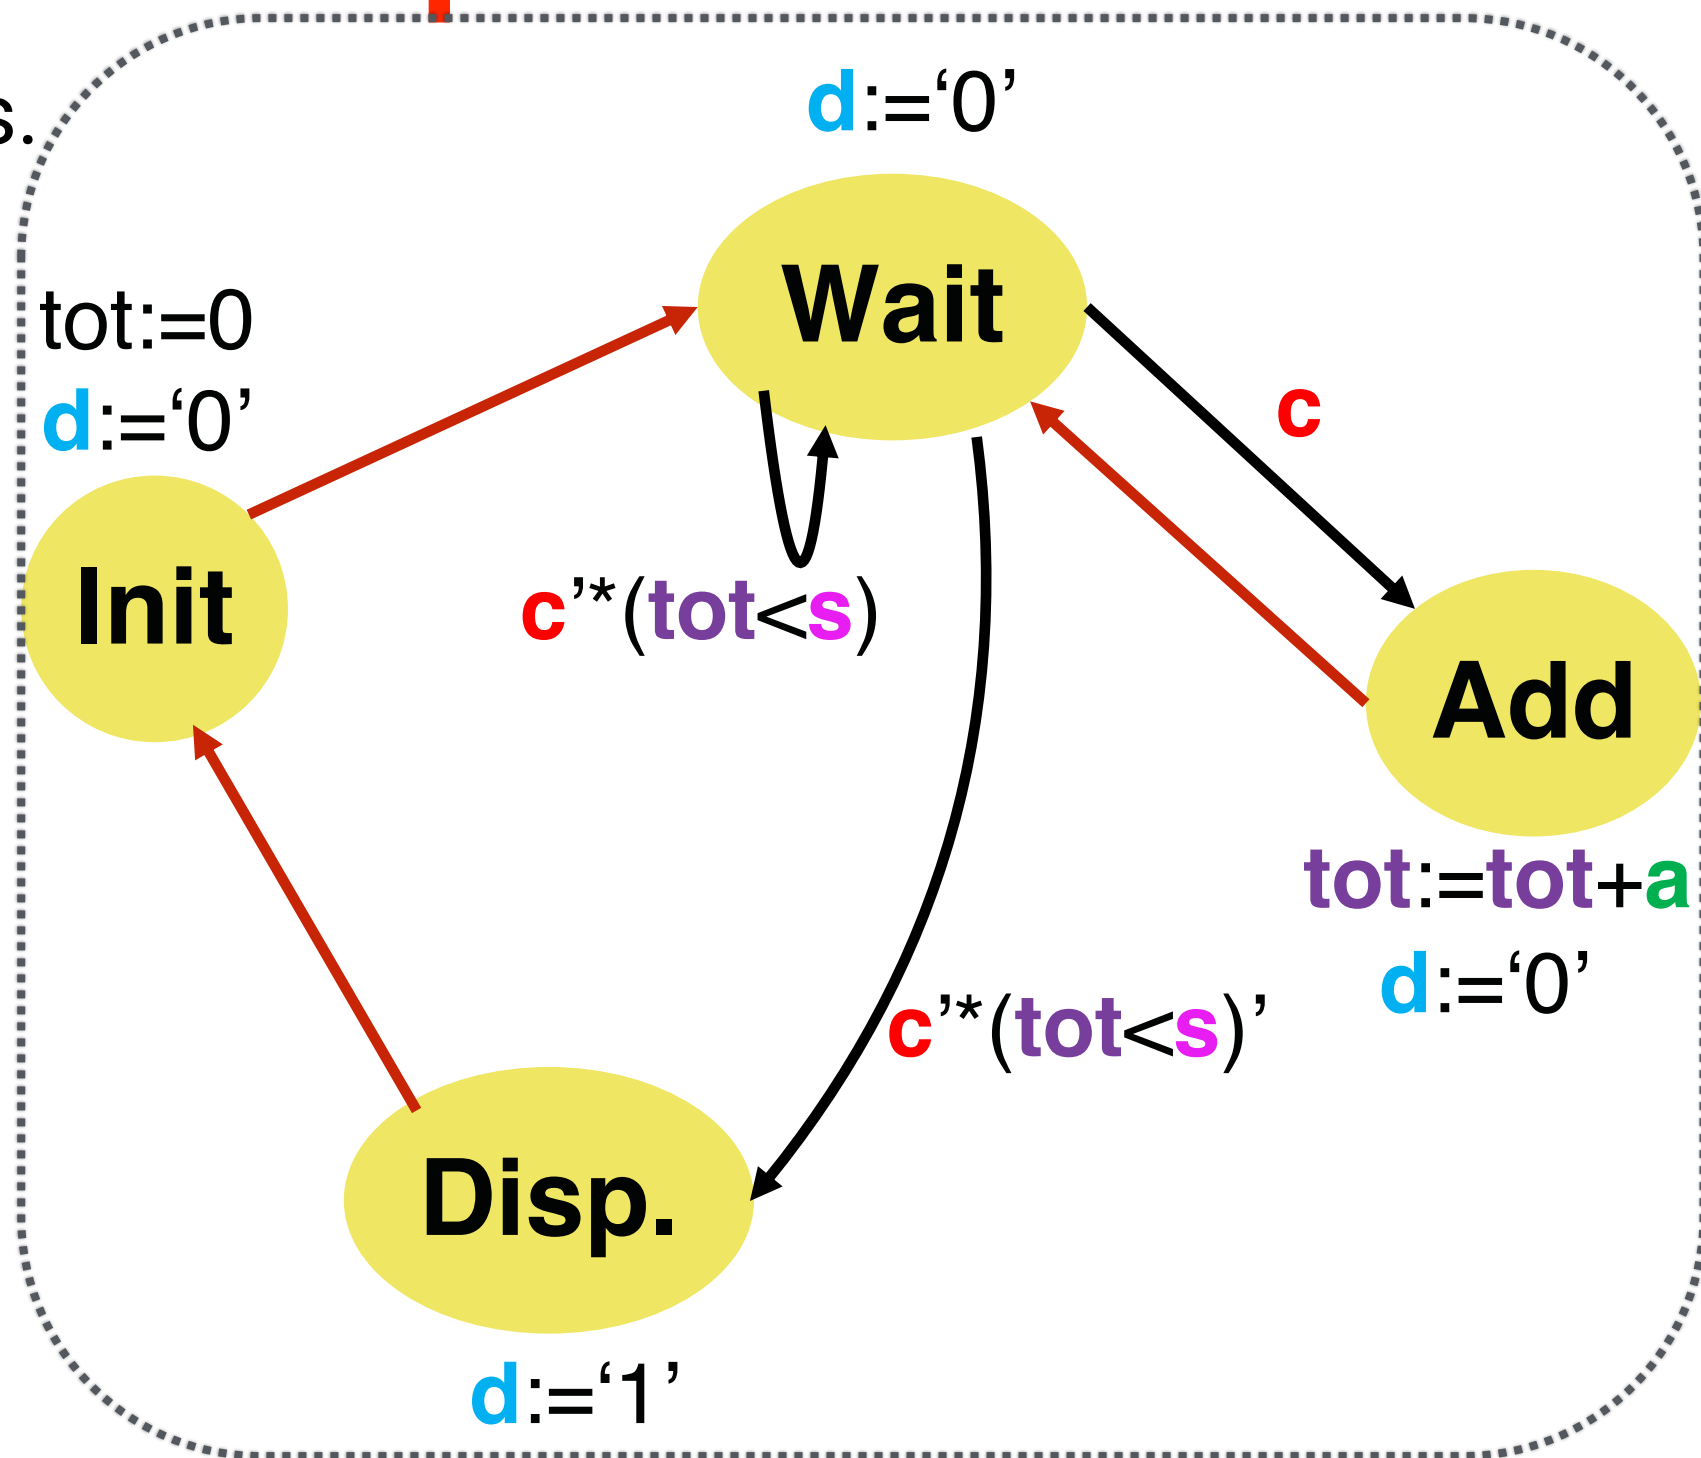 s.
d:=‘0’
Wait
tot:=0
d:=‘0’
c
Init
c’*(tot<s)
Add
tot:=tot+a
d:=‘0’
c’*(tot<s)’
Disp.
d:=‘1’